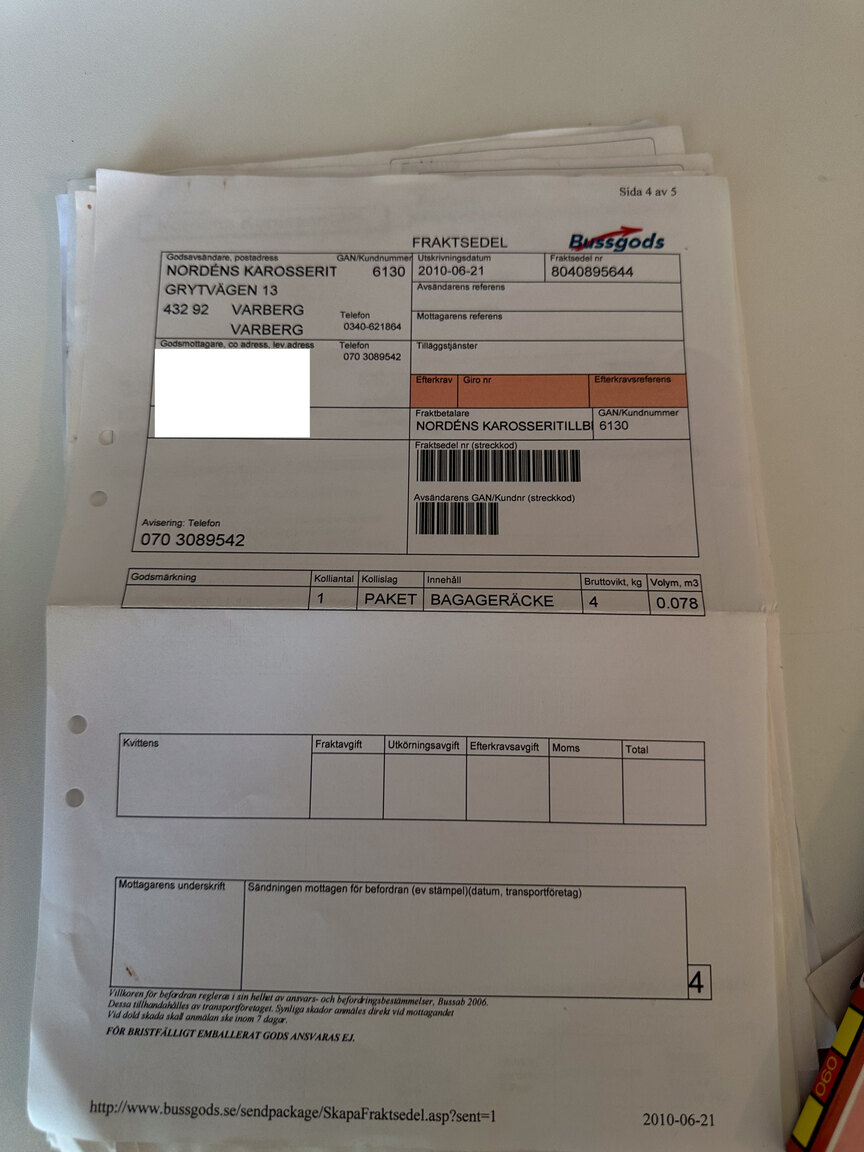 Sida 4 av 5
FRAKTSEDEL
Bussgods
Godsavsändare, postadress
GAN/Kundnummer
NORDÉNS KAROSSERIT 6130
GRYTVÄGEN 13
432 92 VARBERG
VARBERG
Telefon
0340-621864
Utskrivningsdatum
2010-06-21
Fraktsedel nr
8040895644
Avsändarens referens
Mottagarens referens
Godsmottagare, co adress, lev.adress
Telefon
070 3089542
Tilläggstjänster
Efterkrav Giro nr Efterkravsreferens
Fraktbetalare GAN/Kundnummer
NORDÉNS KAROSSERITILLB 6130
Fraktsedel nr (streckkod)
Avsändarens GAN/Kundnr (streckkod)
Avisering: Telefon
070 3089542
Godsmärkning Kolliantal Kollislag Innehåll Bruttovikt, kg Volym, m3
1 PAKET BAGAGERÄCKE 4 0.078
Kvittens Fraktavgift Utkörningsavgift Efterkravsavgift Moms Total
Mottagarens underskrift Sändningen mottagen för befordran (ev stämpel)(datum, transportföretag)
4
Villkoren för befordran regleras i sin helhet av ansvars- och befordringsbestämmelser, Bussab 2006.
Dessa tillhandahålles av transportföretaget. Synliga skador anmäles direkt vid mottagandet
Vid dold skada skall anmälan ske inom 7 dagar.
FÖR BRISTFÄLLIGT EMBALLERAT GODS ANSVARAS EJ.
http://www.bussgods.se/sendpackage/SkapaFraktsedel.asp?sent=1
2010-06-21
060